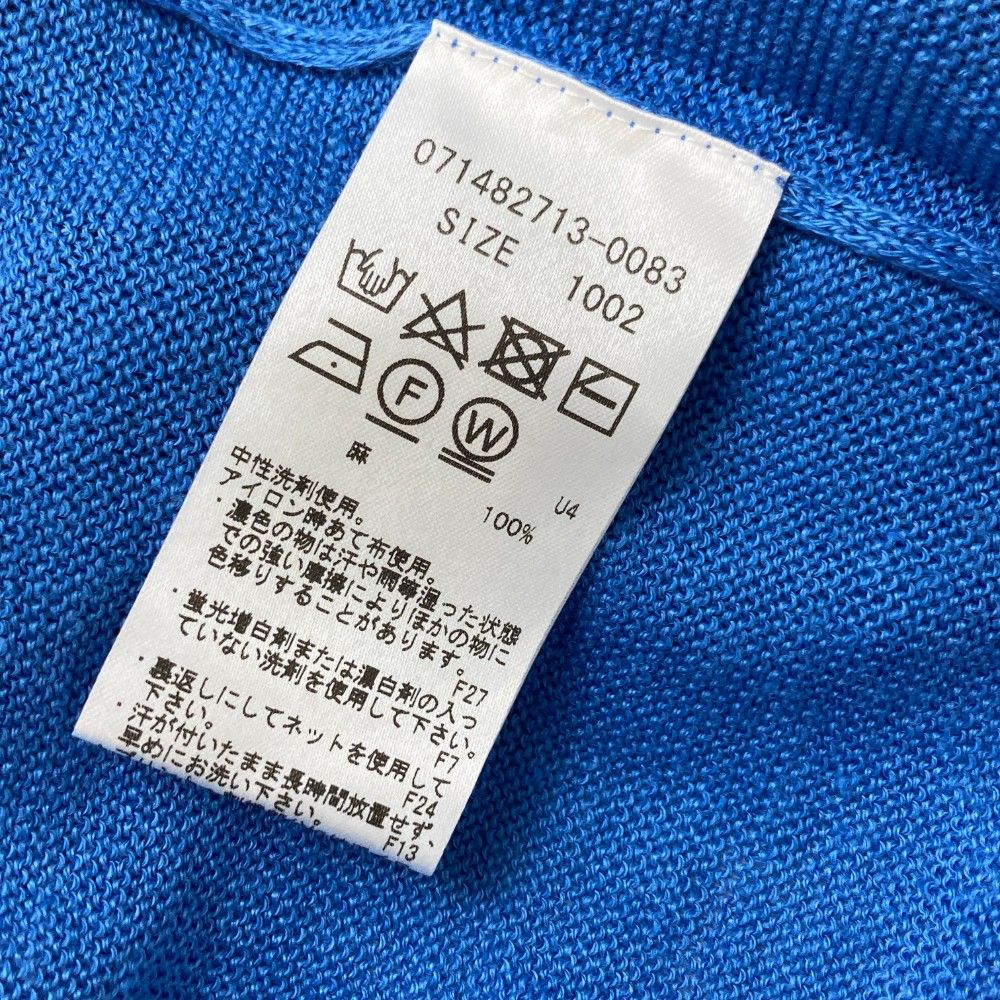 071482713-0083
SIZE 1002
F
W
U4
麻 100%
中性洗剤使用。
アイロン時あて布使用。
・濃色の物は汗や雨等湿った状態
での強い摩擦によりほかの物に
色移りすることがあります。F27
・蛍光増白剤または漂白剤の入っ
ていない洗剤を使用して下さい。
F7
・裏返しにしてネットを使用して
下さい。 F24
・汗が付いたまま長時間放置せず、
早めにお洗い下さい。 F13